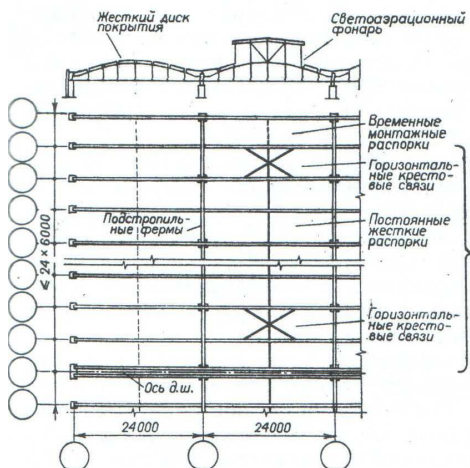 Жесткий диск
покрытия
Светоаэрационный
фонарь
Временные
монтажные
распорки
Горизонталь-
ные кресто-
вые связи
Подстропиль-
ные фермы
Постоянные
жесткие
распорки
≤ 24 × 6000
Горизонталь-
ные кресто-
вые связи
Ось д.ш.
24000
24000